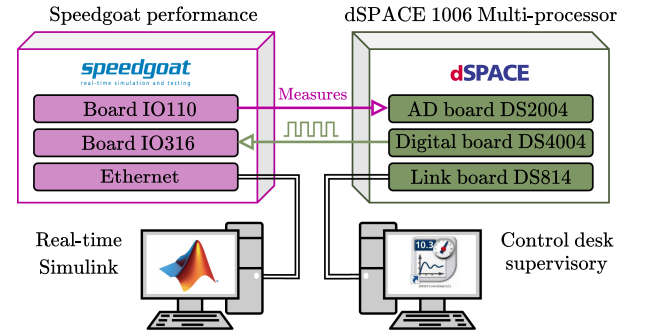 Speedgoat performance
dSPACE 1006 Multi-processor
speedgoat
real-time simulation and testing
dSPACE
Measures
Board IO110
AD board DS2004
Board IO316
Digital board DS4004
Ethernet
Link board DS814
Real-time
Simulink
10.3
Control desk
supervisory